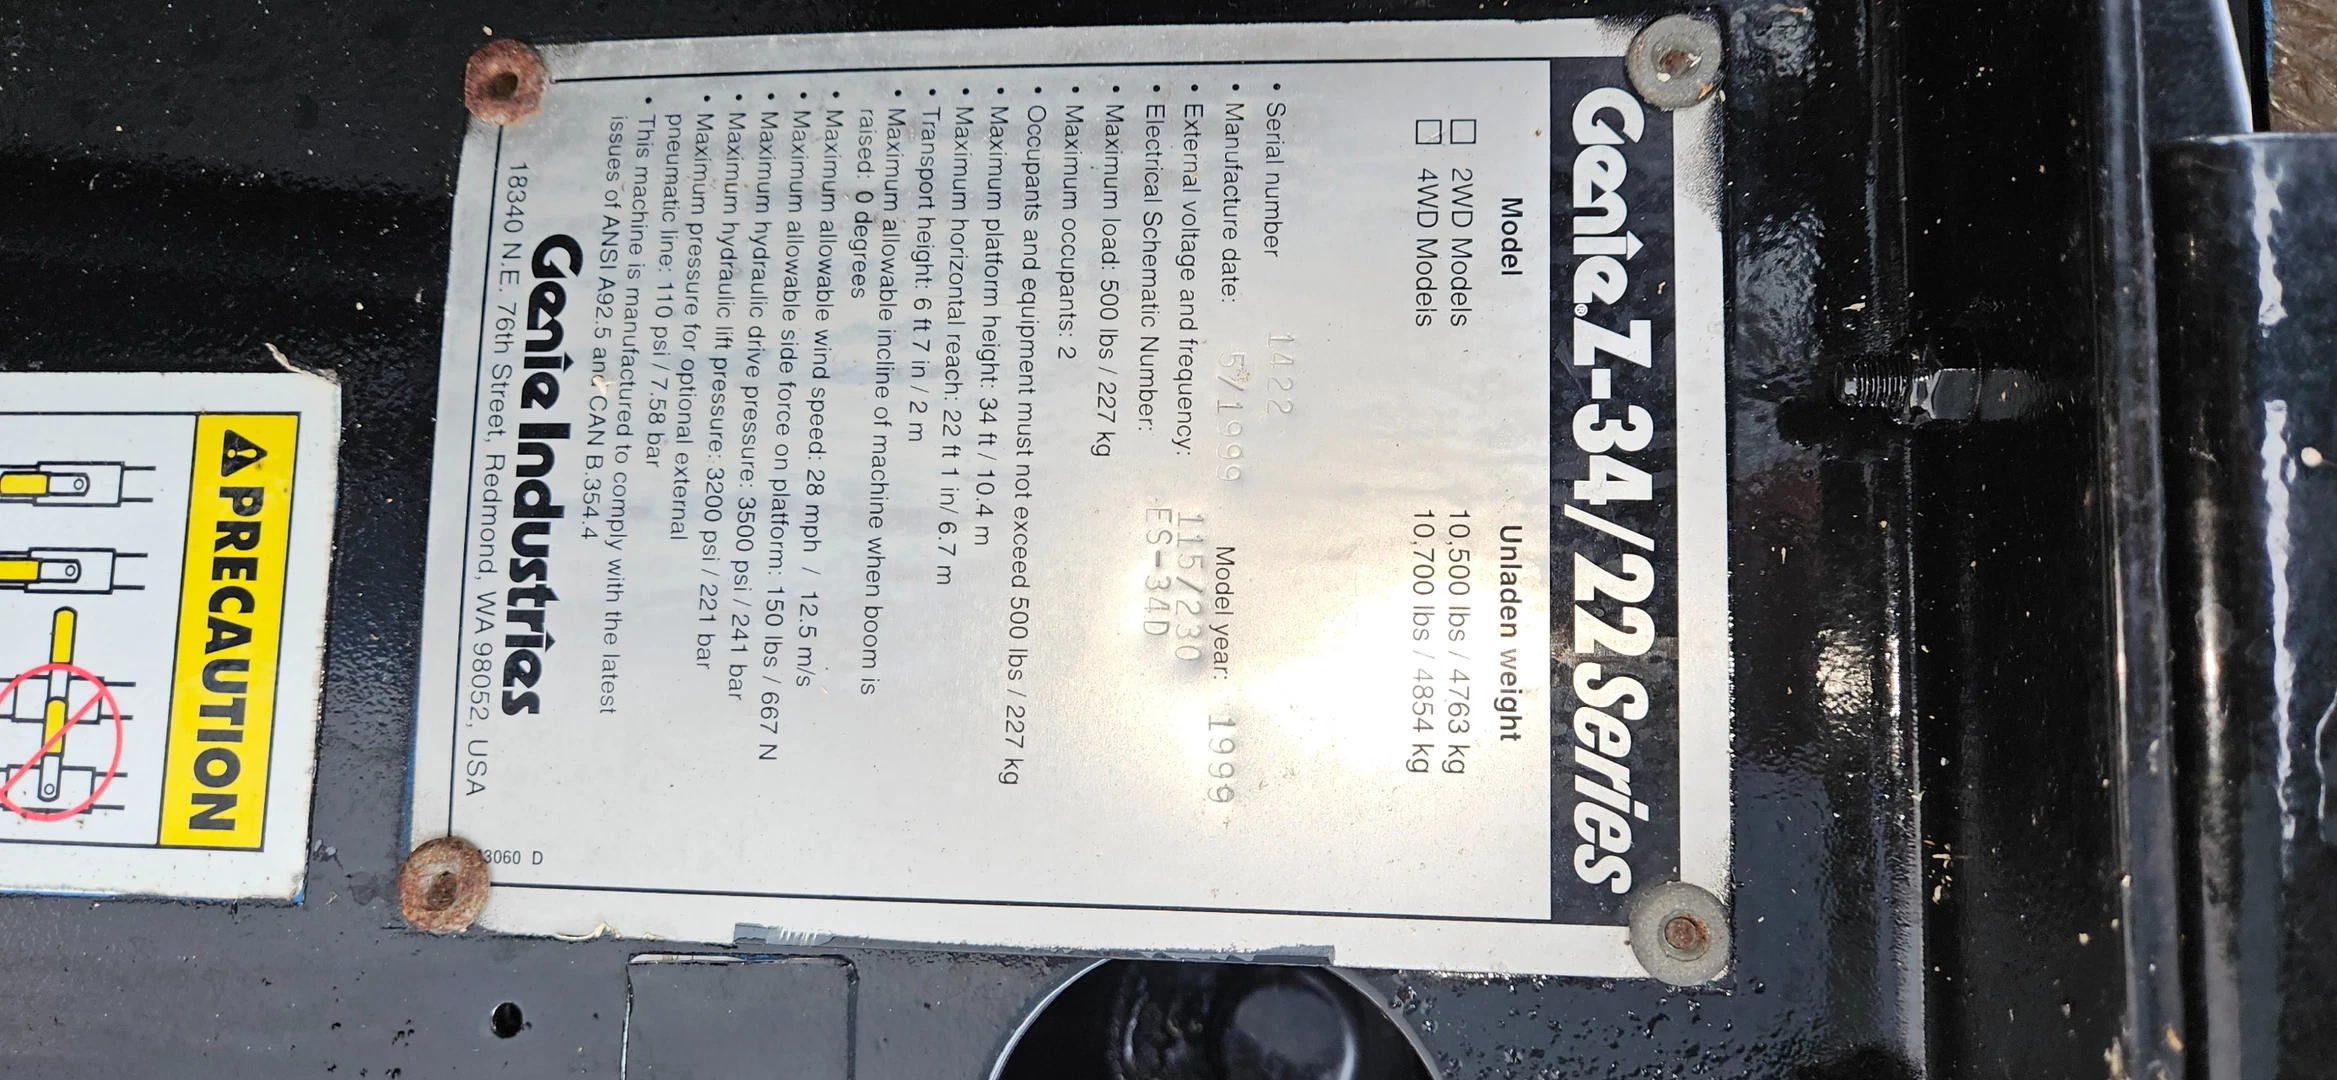 Genie® Z-34/22 Series
Model Unladen weight
2WD Models 10,500 lbs / 4763 kg
4WD Models 10,700 lbs / 4854 kg
• Serial number 1422
• Manufacture date: 5/1999 Model year: 1999
• External voltage and frequency: 115/230
• Electrical Schematic Number: ES-34D
• Maximum load: 500 lbs / 227 kg
• Maximum occupants: 2
• Occupants and equipment must not exceed 500 lbs / 227 kg
• Maximum platform height: 34 ft / 10.4 m
• Maximum horizontal reach: 22 ft 1 in/ 6.7 m
• Transport height: 6 ft 7 in / 2 m
• Maximum allowable incline of machine when boom is
raised: 0 degrees
• Maximum allowable wind speed: 28 mph / 12.5 m/s
• Maximum allowable side force on platform: 150 lbs / 667 N
• Maximum hydraulic drive pressure: 3500 psi / 241 bar
• Maximum hydraulic lift pressure: 3200 psi / 221 bar
• Maximum pressure for optional external
pneumatic line: 110 psi / 7.58 bar
• This machine is manufactured to comply with the latest
issues of ANSI A92.5 and CAN B.354.4
Genie Industries
18340 N.E. 76th Street, Redmond, WA 98052, USA
3060 D
PRECAUTION